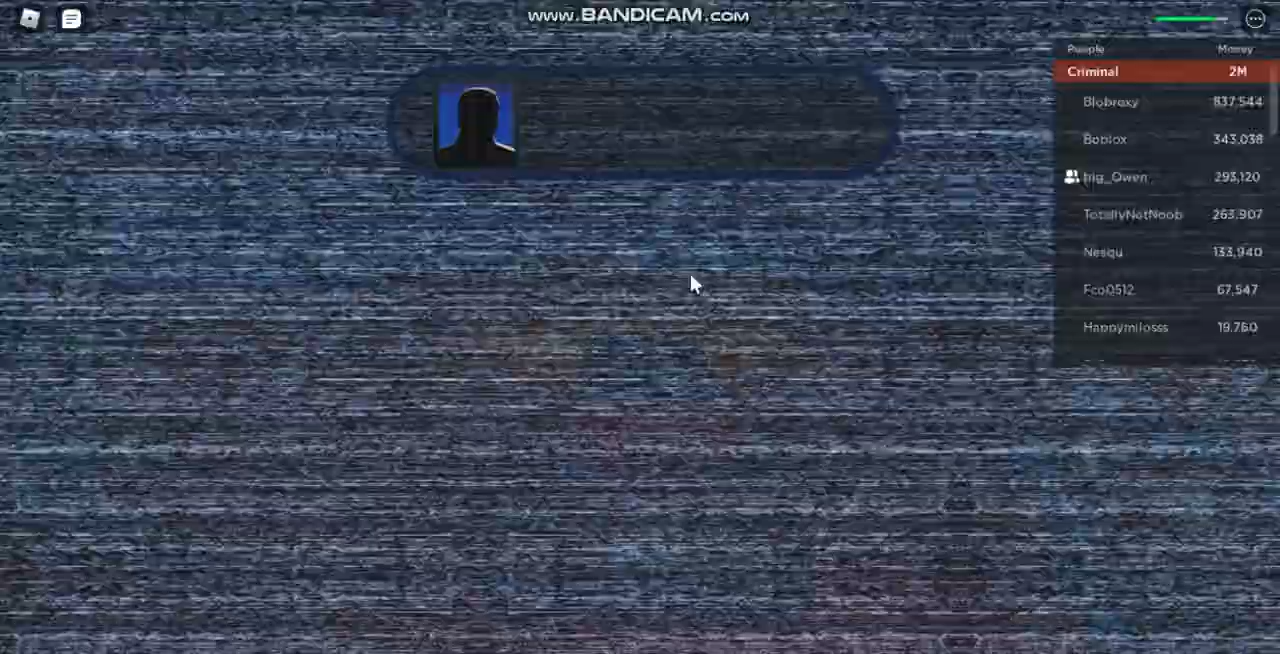 www.BANDICAM.com
People Money
Criminal 2M
Blobroxy 837,544
Boblox 343,038
big_Owen 293,120
TotallyNotNoob 263,907
Nesqu 133,940
Fco0512 67,547
Happymilosss 19,760